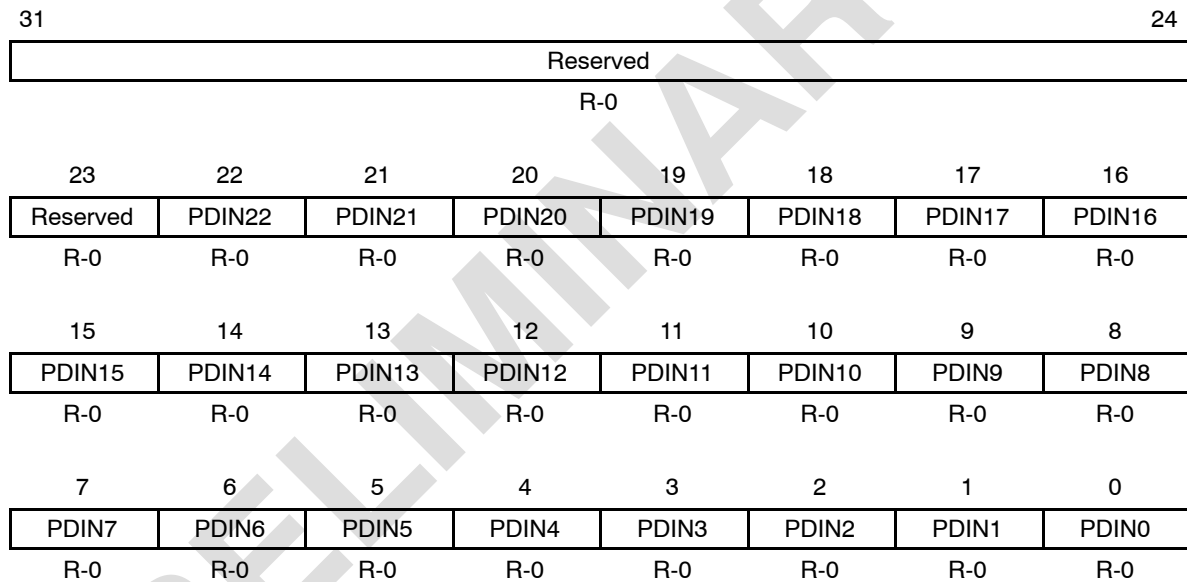 31 24
Reserved
R-0
23 22 21 20 19 18 17 16
Reserved PDIN22 PDIN21 PDIN20 PDIN19 PDIN18 PDIN17 PDIN16
R-0 R-0 R-0 R-0 R-0 R-0 R-0 R-0
15 14 13 12 11 10 9 8
PDIN15 PDIN14 PDIN13 PDIN12 PDIN11 PDIN10 PDIN9 PDIN8
R-0 R-0 R-0 R-0 R-0 R-0 R-0 R-0
7 6 5 4 3 2 1 0
PDIN7 PDIN6 PDIN5 PDIN4 PDIN3 PDIN2 PDIN1 PDIN0
R-0 R-0 R-0 R-0 R-0 R-0 R-0 R-0